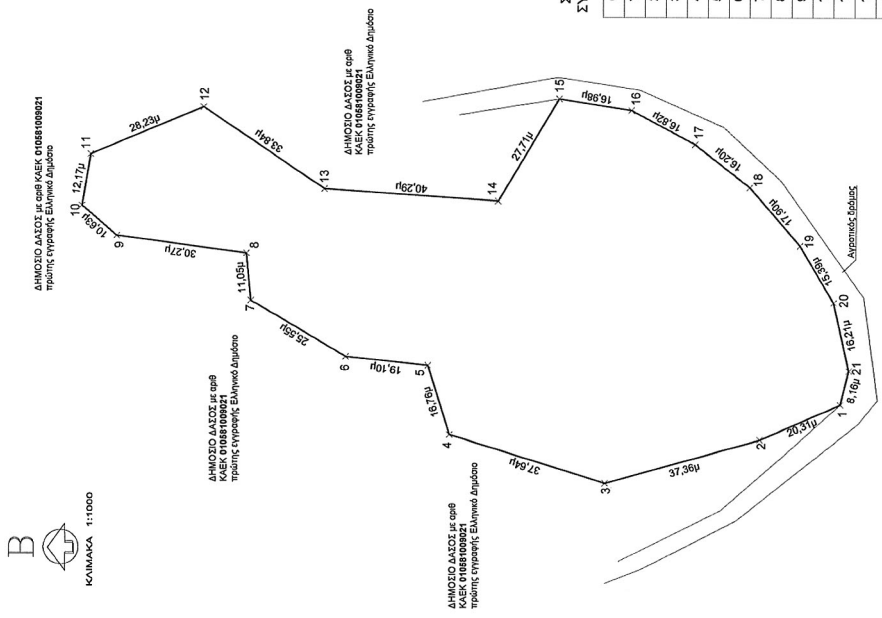 Β
ΚΛΙΜΑΚΑ 1:1000
ΔΗΜΟΣΙΟ ΔΑΣΟΣ με αριθ ΚΑΕΚ 010581009021
πρώτης εγγραφής Ελληνικό Δημόσιο
ΔΗΜΟΣΙΟ ΔΑΣΟΣ με αριθ
ΚΑΕΚ 010581009021
πρώτης εγγραφής Ελληνικό Δημόσιο
ΔΗΜΟΣΙΟ ΔΑΣΟΣ με αριθ
ΚΑΕΚ 010581009021
πρώτης εγγραφής Ελληνικό Δημόσιο
ΔΗΜΟΣΙΟ ΔΑΣΟΣ με αριθ
ΚΑΕΚ 010581009021
πρώτης εγγραφής Ελληνικό Δημόσιο
1
20,31μ
2
37,36μ
3
37,64μ
4
16,76μ
5
19,10μ
6
25,55μ
7
11,05μ
8
30,27μ
9
10,63μ
10
12,17μ
11
28,23μ
12
33,84μ
13
40,29μ
14
27,71μ
15
16,98μ
16
16,82μ
17
16,20μ
18
17,90μ
19
15,39μ
20
16,21μ
21
8,16μ
Αγροτικός δρόμος